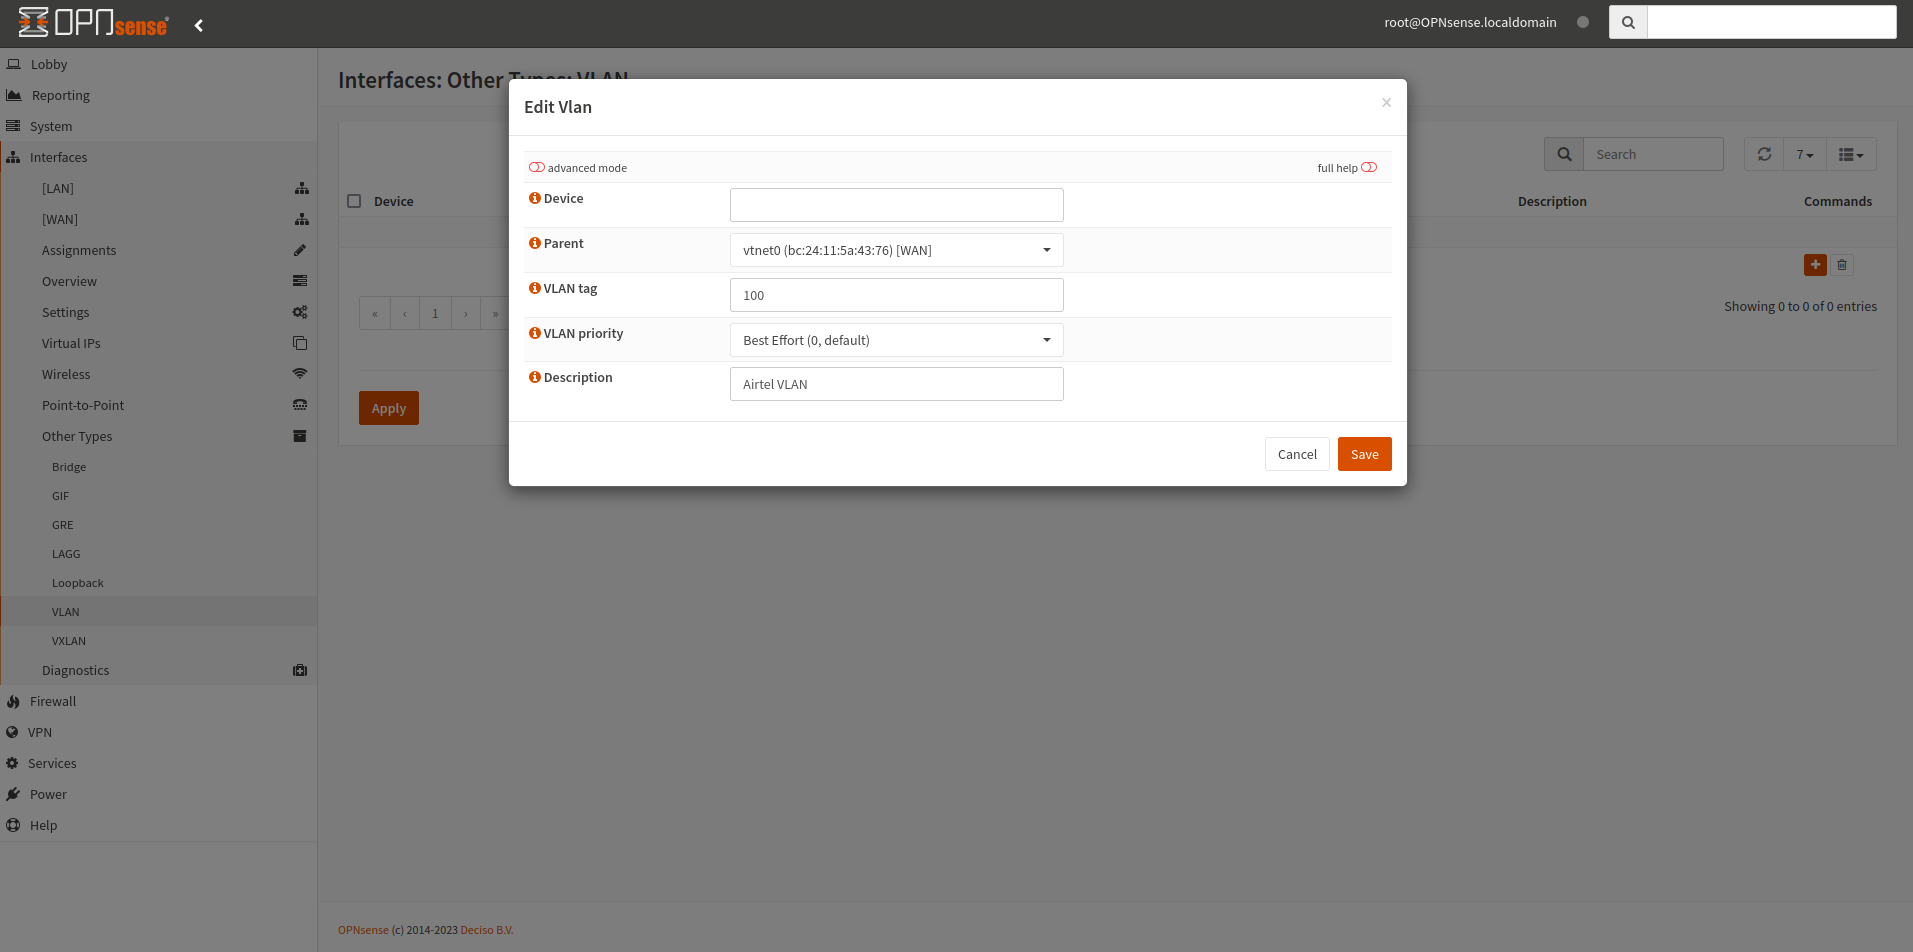 OPNsense
root@OPNsense.localdomain
Lobby
Reporting
System
Interfaces
[LAN]
[WAN]
Assignments
Overview
Settings
Virtual IPs
Wireless
Point-to-Point
Other Types
Bridge
GIF
GRE
LAGG
Loopback
VLAN
VXLAN
Diagnostics
Firewall
VPN
Services
Power
Help
Interfaces: Other Types: VLAN
Search
7
Device
Description
Commands
« ‹ 1 › »
Showing 0 to 0 of 0 entries
Apply
Edit Vlan
×
advanced mode
full help
Device
Parent
vtnet0 (bc:24:11:5a:43:76) [WAN]
VLAN tag
100
VLAN priority
Best Effort (0, default)
Description
Airtel VLAN
Cancel
Save
OPNsense (c) 2014-2023 Deciso B.V.